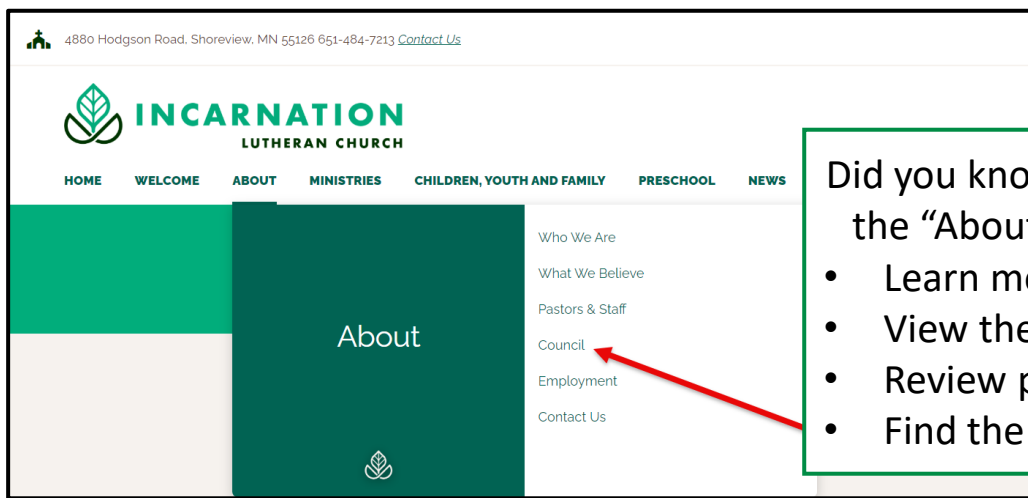 4880 Hodgson Road, Shoreview, MN 55126 651-484-7213 Contact Us
INCARNATION
LUTHERAN CHURCH
HOME WELCOME ABOUT MINISTRIES CHILDREN, YOUTH AND FAMILY PRESCHOOL NEWS
About
Who We Are
What We Believe
Pastors & Staff
Council
Employment
Contact Us
Did you kno
the “About
• Learn m
• View the
• Review p
• Find the